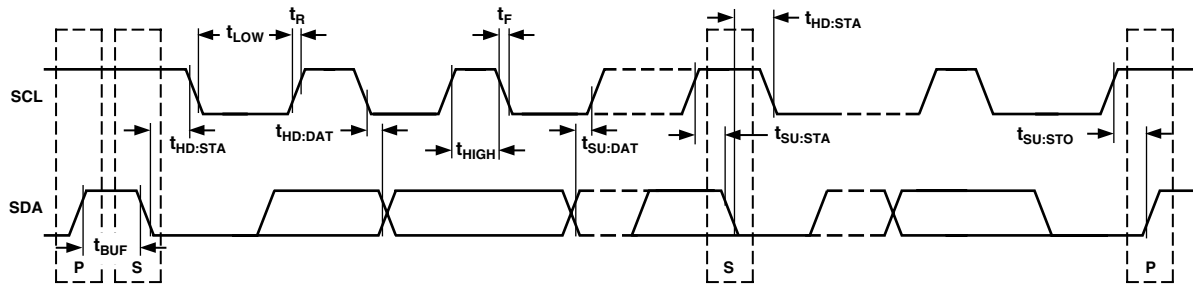 tR
tF
tHD:STA
tLOW
SCL
tHD:STA
tHD:DAT
tHIGH
tSU:DAT
tSU:STA
tSU:STO
SDA
tBUF
P
S
S
P